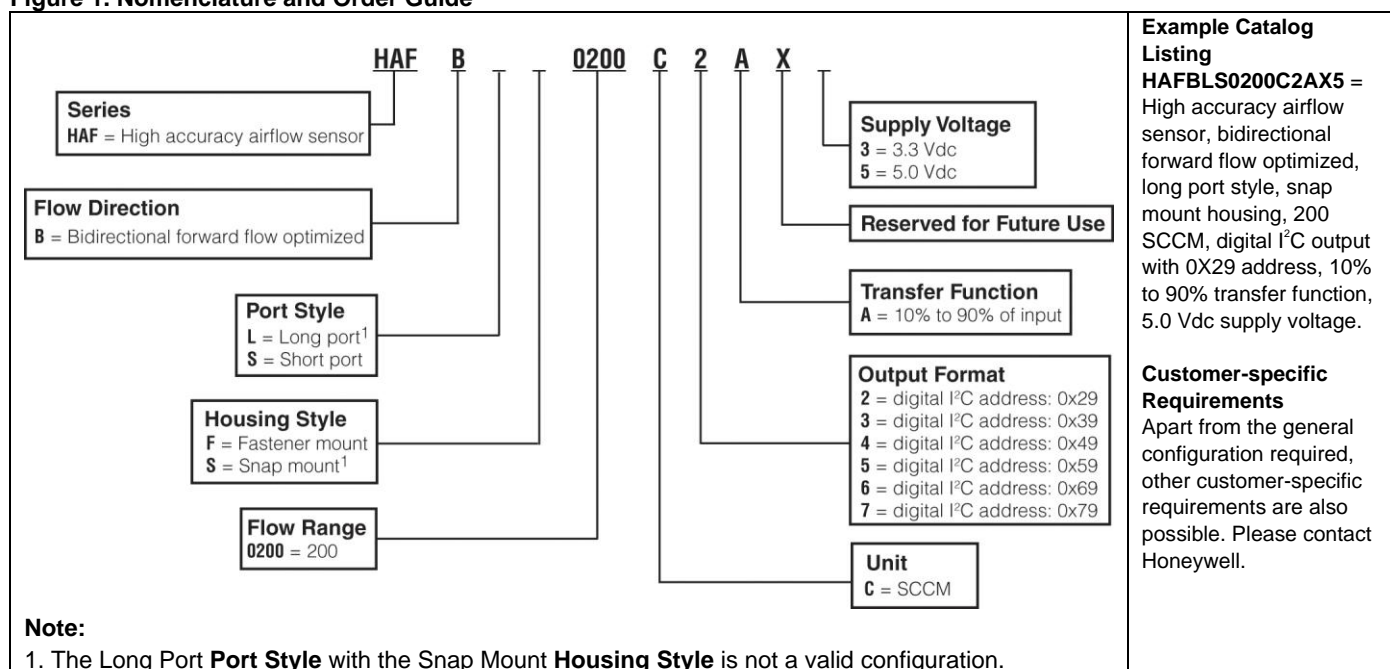 Figure 1. Nomenclature and Order Guide
HAF B _ _ 0200 C 2 A X _
Series
HAF = High accuracy airflow sensor
Flow Direction
B = Bidirectional forward flow optimized
Port Style
L = Long port¹
S = Short port
Housing Style
F = Fastener mount
S = Snap mount¹
Flow Range
0200 = 200
Supply Voltage
3 = 3.3 Vdc
5 = 5.0 Vdc
Reserved for Future Use
Transfer Function
A = 10% to 90% of input
Output Format
2 = digital I²C address: 0x29
3 = digital I²C address: 0x39
4 = digital I²C address: 0x49
5 = digital I²C address: 0x59
6 = digital I²C address: 0x69
7 = digital I²C address: 0x79
Unit
C = SCCM
Note:
1. The Long Port Port Style with the Snap Mount Housing Style is not a valid configuration.
Example Catalog
Listing
HAFBLS0200C2AX5 =
High accuracy airflow
sensor, bidirectional
forward flow optimized,
long port style, snap
mount housing, 200
SCCM, digital I²C output
with 0X29 address, 10%
to 90% transfer function,
5.0 Vdc supply voltage.
Customer-specific
Requirements
Apart from the general
configuration required,
other customer-specific
requirements are also
possible. Please contact
Honeywell.